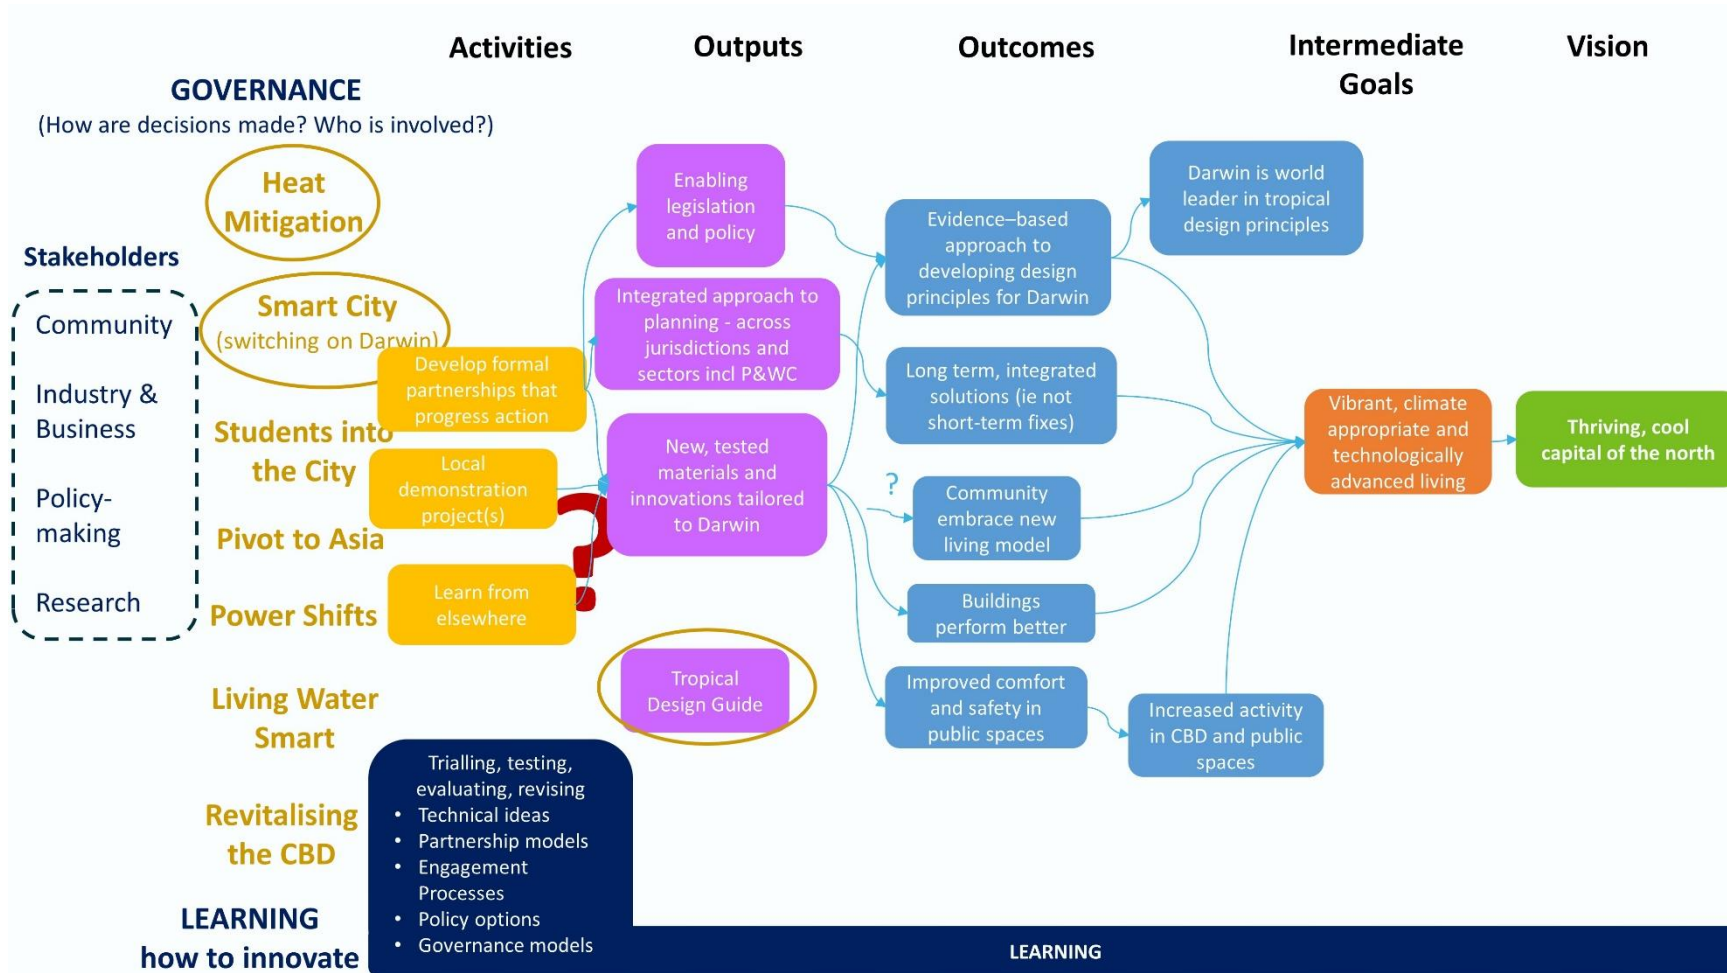 Activities
Outputs
Outcomes
Intermediate
Goals
Vision
GOVERNANCE
(How are decisions made? Who is involved?)
Heat
Mitigation
Stakeholders
Community
Industry &
Business
Policy-
making
Research
Smart City
(switching on Darwin)
Students into
the City
Pivot to Asia
Power Shifts
Living Water
Smart
Revitalising
the CBD
LEARNING
how to innovate
Develop formal
partnerships that
progress action
Local
demonstration
project(s)
Learn from
elsewhere
?
Trialling, testing,
evaluating, revising
• Technical ideas
• Partnership models
• Engagement
Processes
• Policy options
• Governance models
Enabling
legislation
and policy
Integrated approach to
planning - across
jurisdictions and
sectors incl P&WC
New, tested
materials and
innovations tailored
to Darwin
Tropical
Design Guide
Evidence–based
approach to
developing design
principles for Darwin
Long term, integrated
solutions (ie not
short-term fixes)
?
Community
embrace new
living model
Buildings
perform better
Improved comfort
and safety in
public spaces
Increased activity
in CBD and public
spaces
Darwin is world
leader in tropical
design principles
Vibrant, climate
appropriate and
technologically
advanced living
Thriving, cool
capital of the north
LEARNING